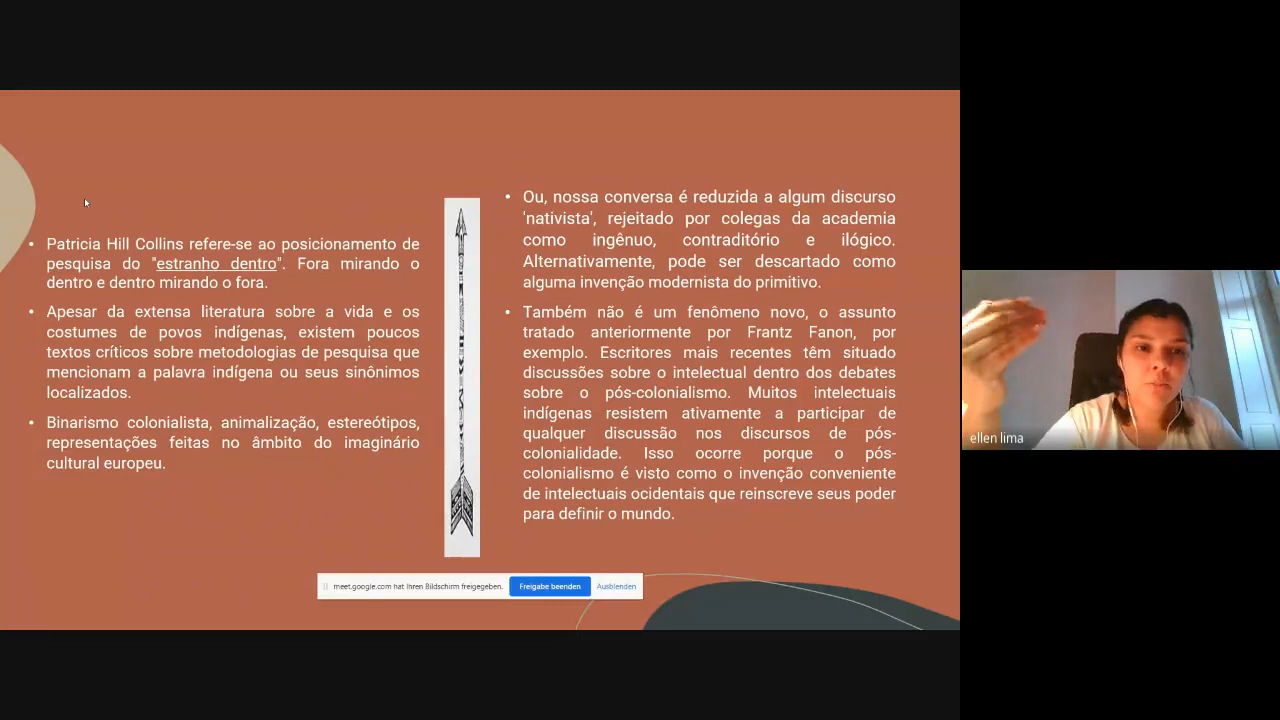 • Patricia Hill Collins refere-se ao posicionamento de
pesquisa do "estranho dentro". Fora mirando o
dentro e dentro mirando o fora.
• Apesar da extensa literatura sobre a vida e os
costumes de povos indígenas, existem poucos
textos críticos sobre metodologias de pesquisa que
mencionam a palavra indígena ou seus sinônimos
localizados.
• Binarismo colonialista, animalização, estereótipos,
representações feitas no âmbito do imaginário
cultural europeu.
• Ou, nossa conversa é reduzida a algum discurso
'nativista', rejeitado por colegas da academia
como ingênuo, contraditório e ilógico.
Alternativamente, pode ser descartado como
alguma invenção modernista do primitivo.
• Também não é um fenômeno novo, o assunto
tratado anteriormente por Frantz Fanon, por
exemplo. Escritores mais recentes têm situado
discussões sobre o intelectual dentro dos debates
sobre o pós-colonialismo. Muitos intelectuais
indígenas resistem ativamente a participar de
qualquer discussão nos discursos de pós-
colonialidade. Isso ocorre porque o pós-
colonialismo é visto como o invenção conveniente
de intelectuais ocidentais que reinscreve seus poder
para definir o mundo.
meet.google.com hat Ihren Bildschirm freigegeben. Freigabe beenden Ausblenden
ellen lima